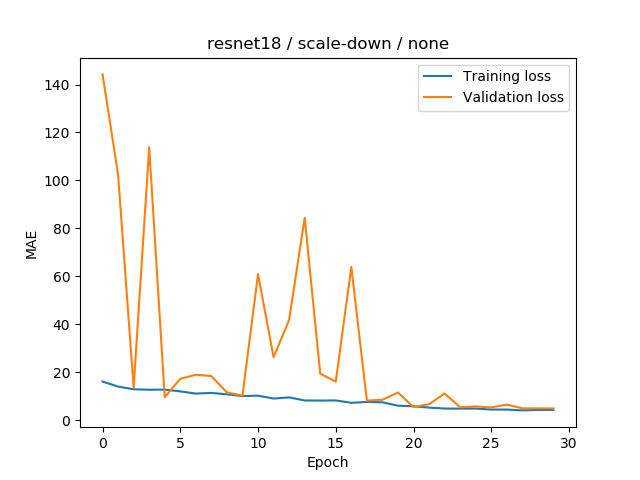 resnet18 / scale-down / none
Training loss
Validation loss
140
120
100
80
60
40
20
0
MAE
0 5 10 15 20 25 30
Epoch